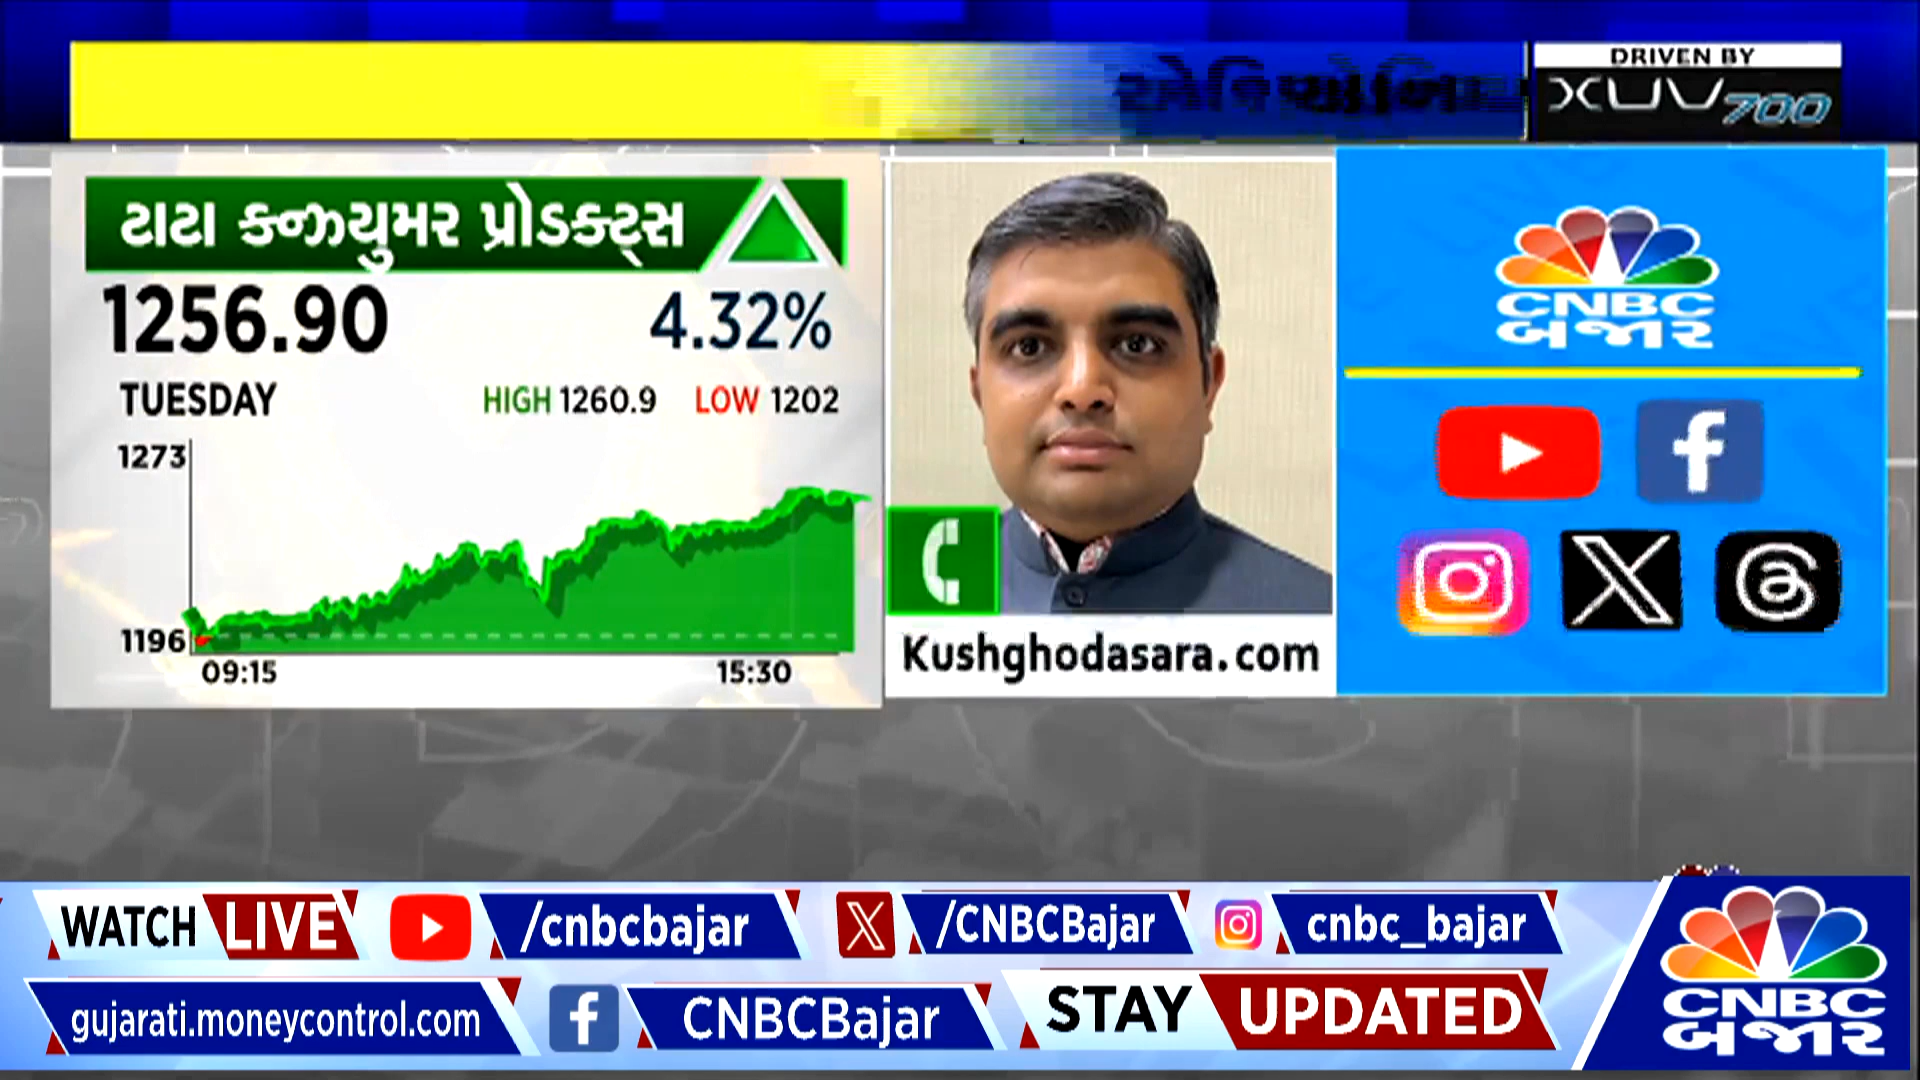 DRIVEN BY
XUV700
ટાટા કન્ઝ્યુમર પ્રોડક્ટ્સ
1256.90 4.32%
TUESDAY HIGH 1260.9 LOW 1202
1273
1196
09:15 15:30
Kushghodasara.com
CNBC
બજાર
WATCH LIVE /cnbcbajar /CNBCBajar cnbc_bajar
gujarati.moneycontrol.com CNBCBajar STAY UPDATED
CNBC
બજાર